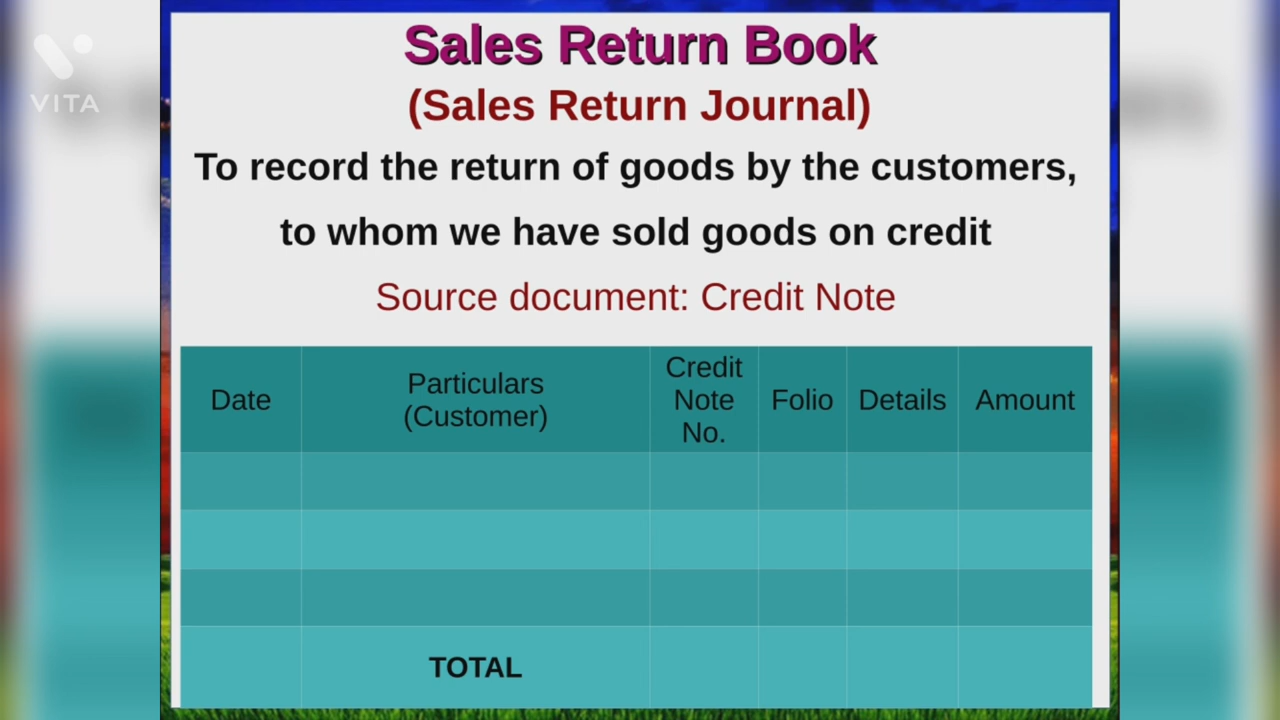 VITA
Sales Return Book
(Sales Return Journal)
To record the return of goods by the customers,
to whom we have sold goods on credit
Source document: Credit Note
Date
Particulars
(Customer)
Credit
Note
No.
Folio
Details
Amount
TOTAL